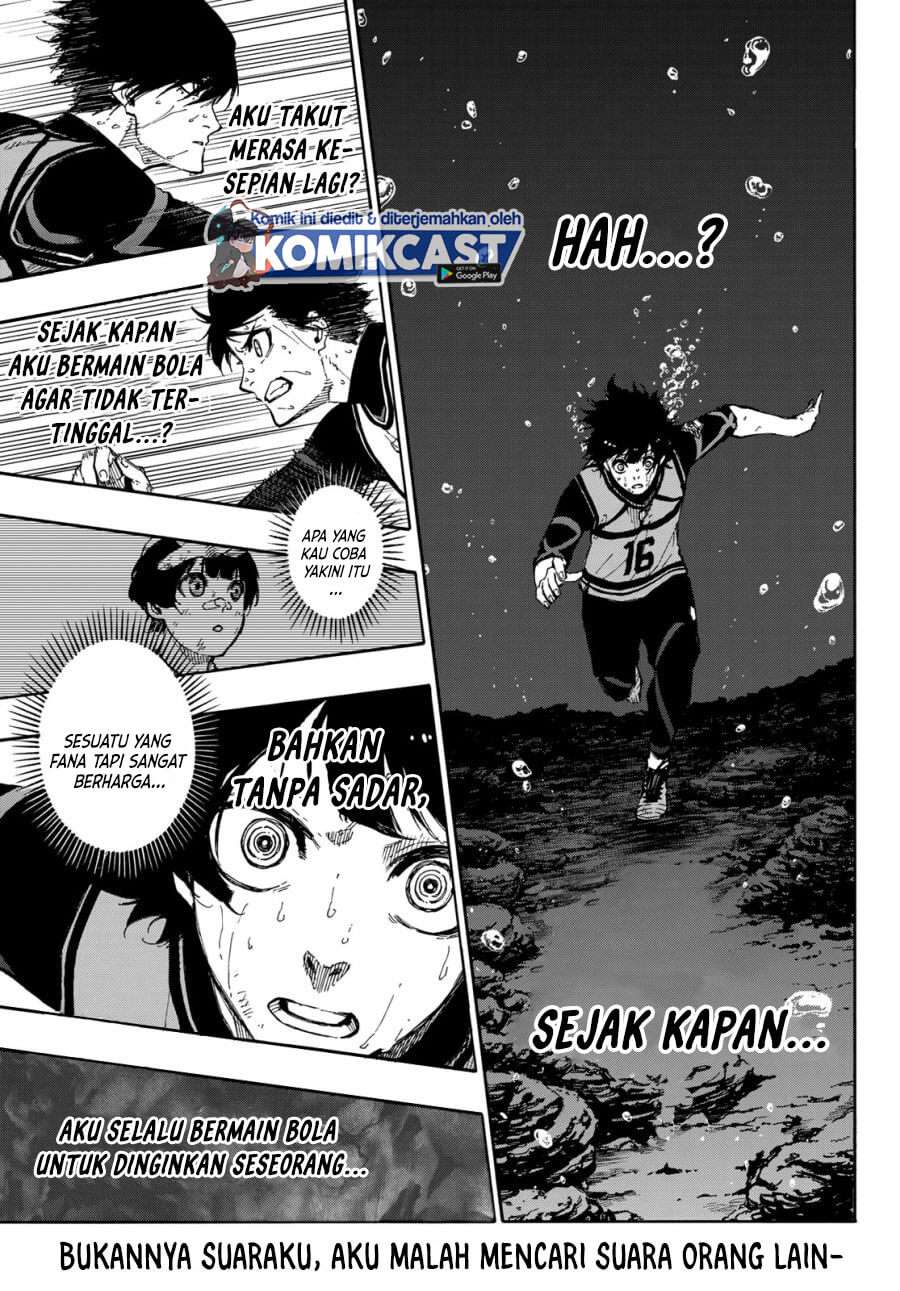 HAH...?
16
SEJAK KAPAN...
AKU TAKUT
MERASA KE-
SEPIAN LAGI?
Komik ini diedit & diterjemahkan oleh
KOMIKCAST
GET IT ON
Google Play
SEJAK KAPAN
AKU BERMAIN BOLA
AGAR TIDAK TER-
TINGGAL...?
APA YANG
KAU COBA
YAKINI ITU
...
SESUATU YANG
FANA TAPI SANGAT
BERHARGA...
BAHKAN
TANPA SADAR,
AKU SELALU BERMAIN BOLA
UNTUK DINGINKAN SESEORANG...
BUKANNYA SUARAKU, AKU MALAH MENCARI SUARA ORANG LAIN-